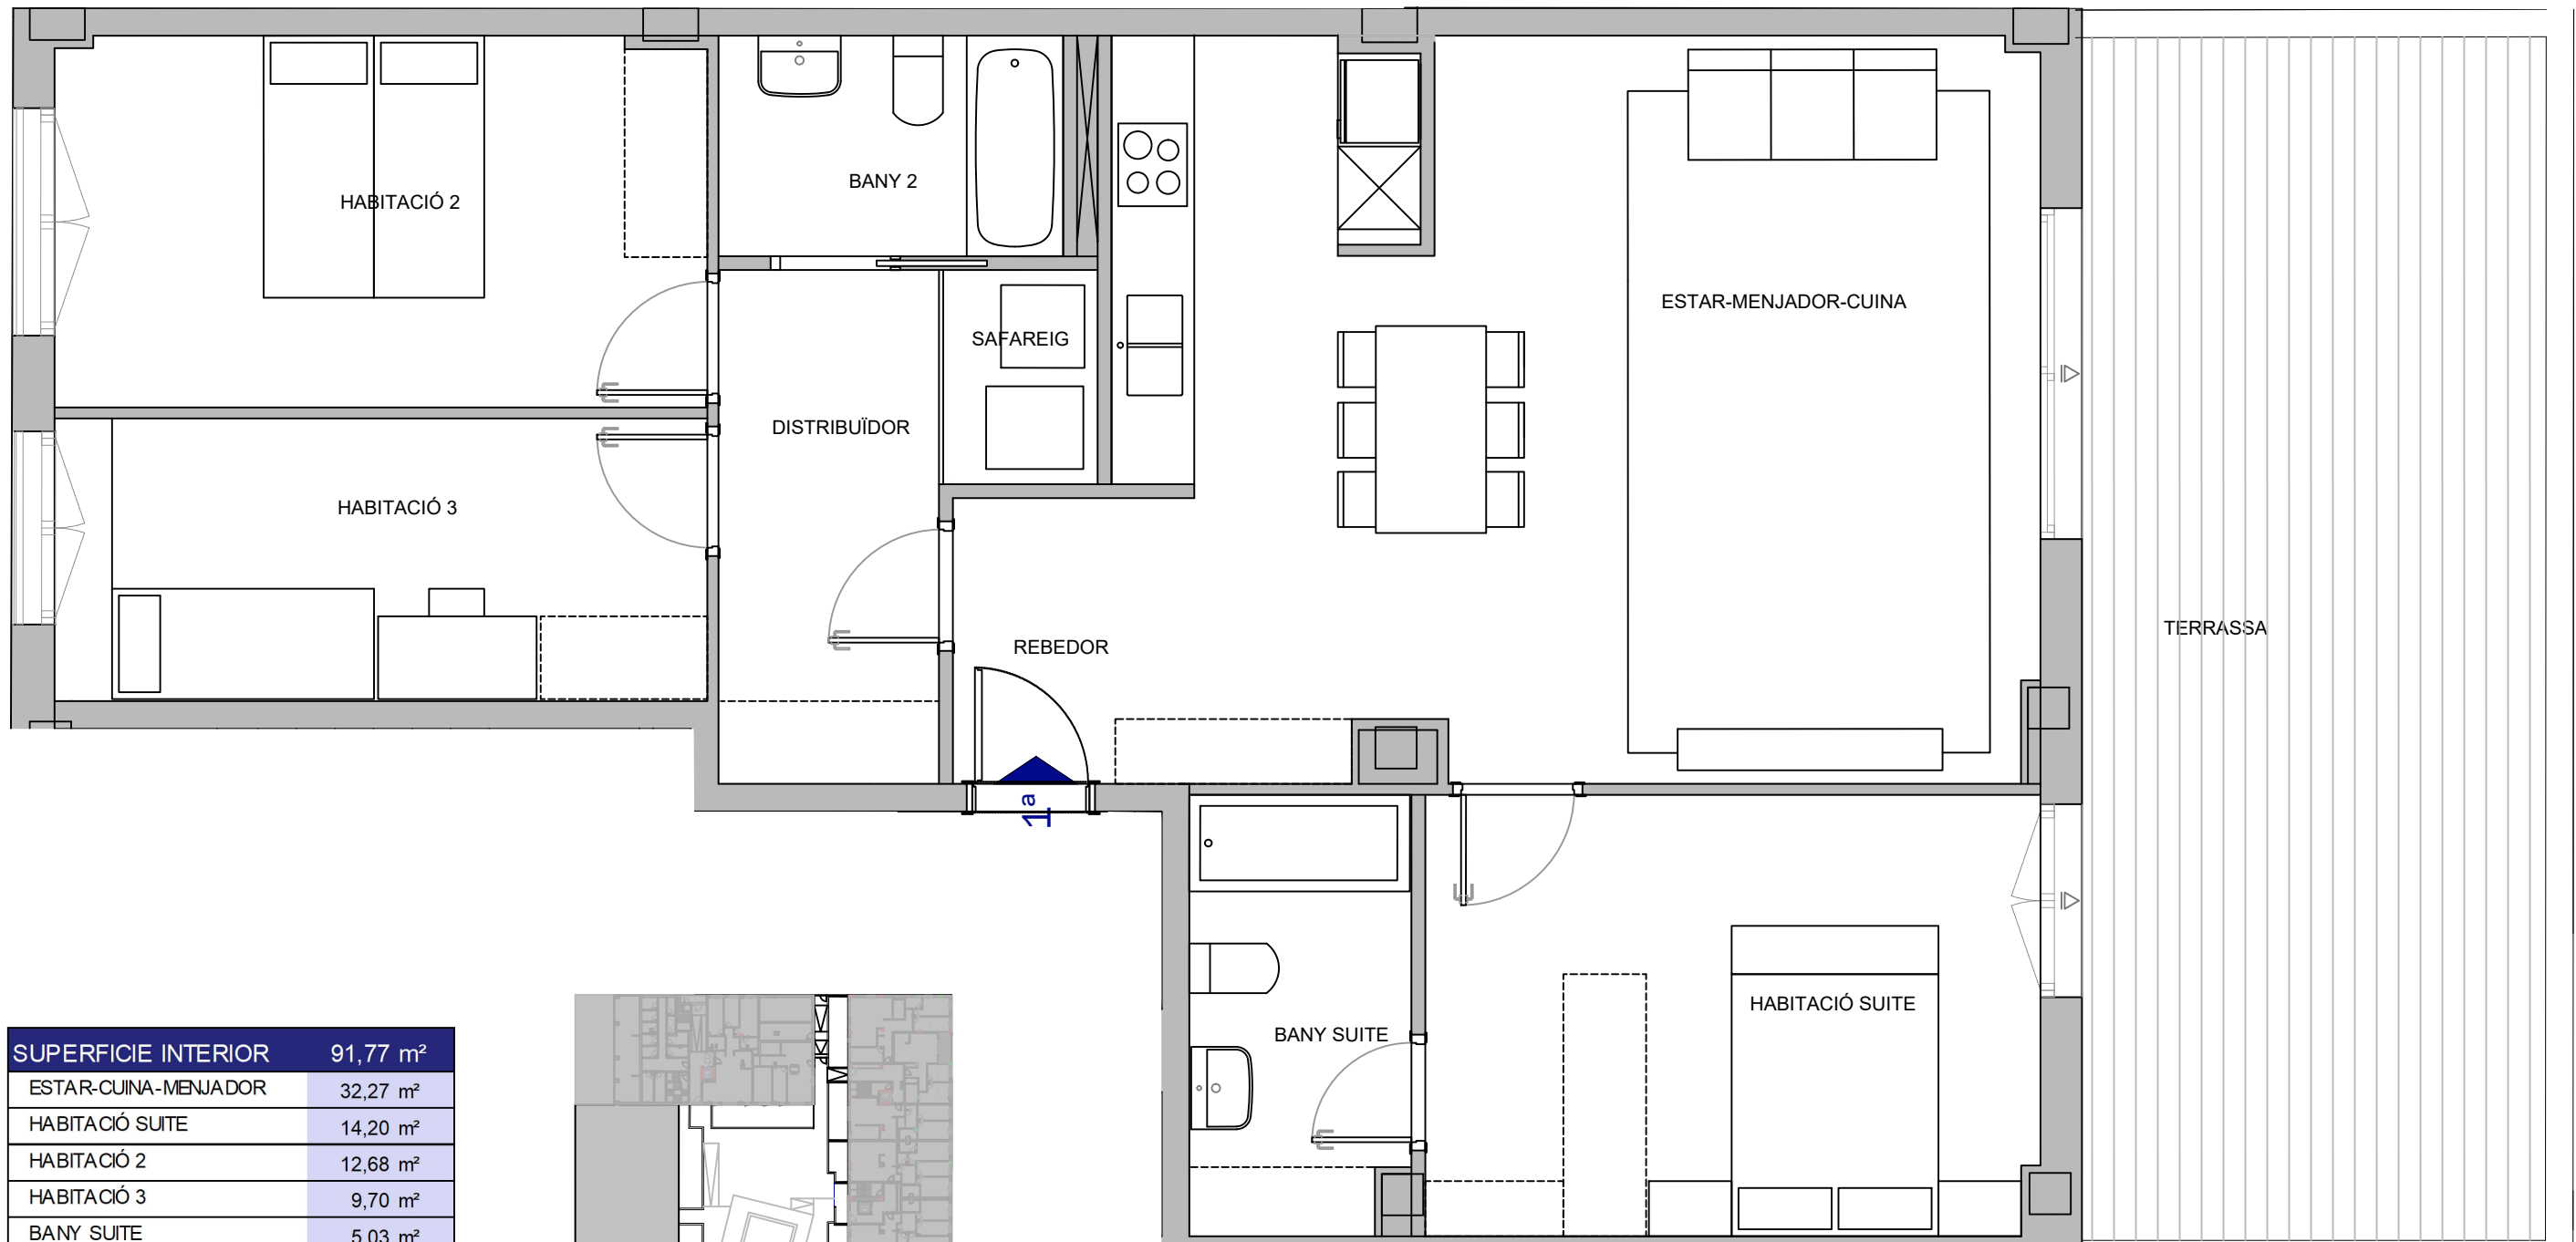 HABITACIÓ 2
BANY 2
ESTAR-MENJADOR-CUINA
SAFAREIG
DISTRIBUÏDOR
HABITACIÓ 3
REBEDOR
TERRASSA
1ª
HABITACIÓ SUITE
BANY SUITE
SUPERFICIE INTERIOR 91,77 m²
ESTAR-CUINA-MENJADOR 32,27 m²
HABITACIÓ SUITE 14,20 m²
HABITACIÓ 2 12,68 m²
HABITACIÓ 3 9,70 m²
BANY SUITE 5,03 m²